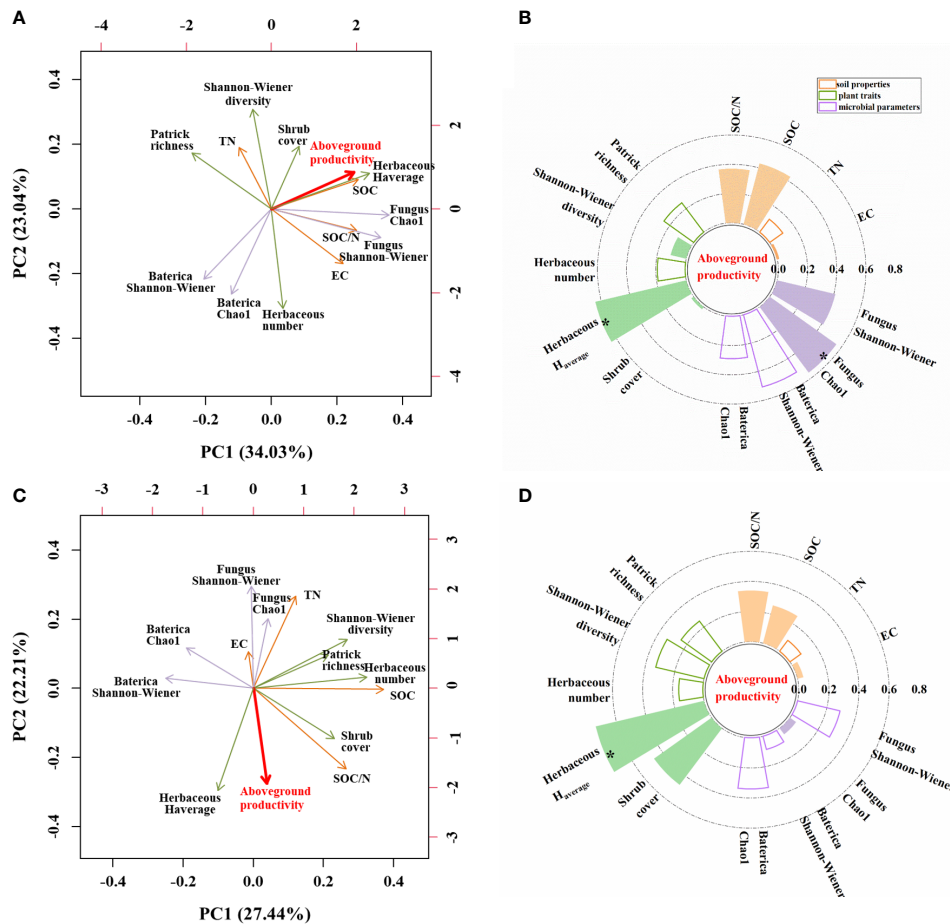 A
-4
-2
0
2
0.4
0.2
0.0
-0.2
-0.4
2
0
-2
-4
-0.4
-0.2
0.0
0.2
0.4
PC2 (23.04%)
PC1 (34.03%)
Shannon-Wiener
diversity
Patrick
richness
TN
Shrub
cover
Aboveground
productivity
Herbaceous
Haverage
SOC
Fungus
Chao1
SOC/N
Fungus
Shannon-Wiener
EC
Baterica
Shannon-Wiener
Baterica
Chao1
Herbaceous
number
B
soil properties
plant traits
microbial parameters
SOC/N
SOC
TN
EC
Patrick
richness
Shannon-Wiener
diversity
Herbaceous
number
Herbaceous
Haverage
*
Shrub
cover
Aboveground
productivity
0.0
0.2
0.4
0.6
0.8
Fungus
Shannon-Wiener
*
Fungus
Chao1
Baterica
Shannon-Wiener
Baterica
Chao1
C
-3
-2
-1
0
1
2
3
0.4
0.2
0.0
-0.2
-0.4
3
2
1
0
-1
-2
-3
-0.4
-0.2
0.0
0.2
0.4
PC2 (22.21%)
PC1 (27.44%)
Fungus
Shannon-Wiener
TN
Fungus
Chao1
Shannon-Wiener
diversity
Baterica
Chao1
EC
Patrick
richness
Herbaceous
number
Baterica
Shannon-Wiener
SOC
Shrub
cover
SOC/N
Herbaceous
Haverage
Aboveground
productivity
D
SOC/N
SOC
TN
EC
Patrick
richness
Shannon-Wiener
diversity
Herbaceous
number
Herbaceous
Haverage
*
Shrub
cover
Aboveground
productivity
0.0
0.2
0.4
0.6
0.8
Fungus
Shannon-Wiener
Fungus
Chao1
Baterica
Shannon-Wiener
Baterica
Chao1